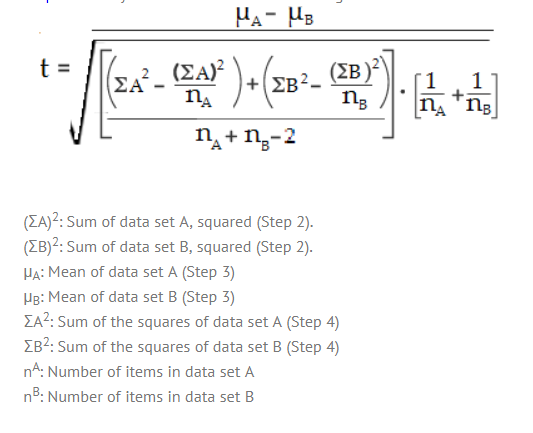 t = μA - μB
√[((ΣA² - (ΣA)²/nA) + (ΣB² - (ΣB)²/nB)) / (nA + nB - 2)] · [1/nA + 1/nB]
(ΣA)²: Sum of data set A, squared (Step 2).
(ΣB)²: Sum of data set B, squared (Step 2).
μA: Mean of data set A (Step 3)
μB: Mean of data set B (Step 3)
ΣA²: Sum of the squares of data set A (Step 4)
ΣB²: Sum of the squares of data set B (Step 4)
nᴬ: Number of items in data set A
nᴮ: Number of items in data set B